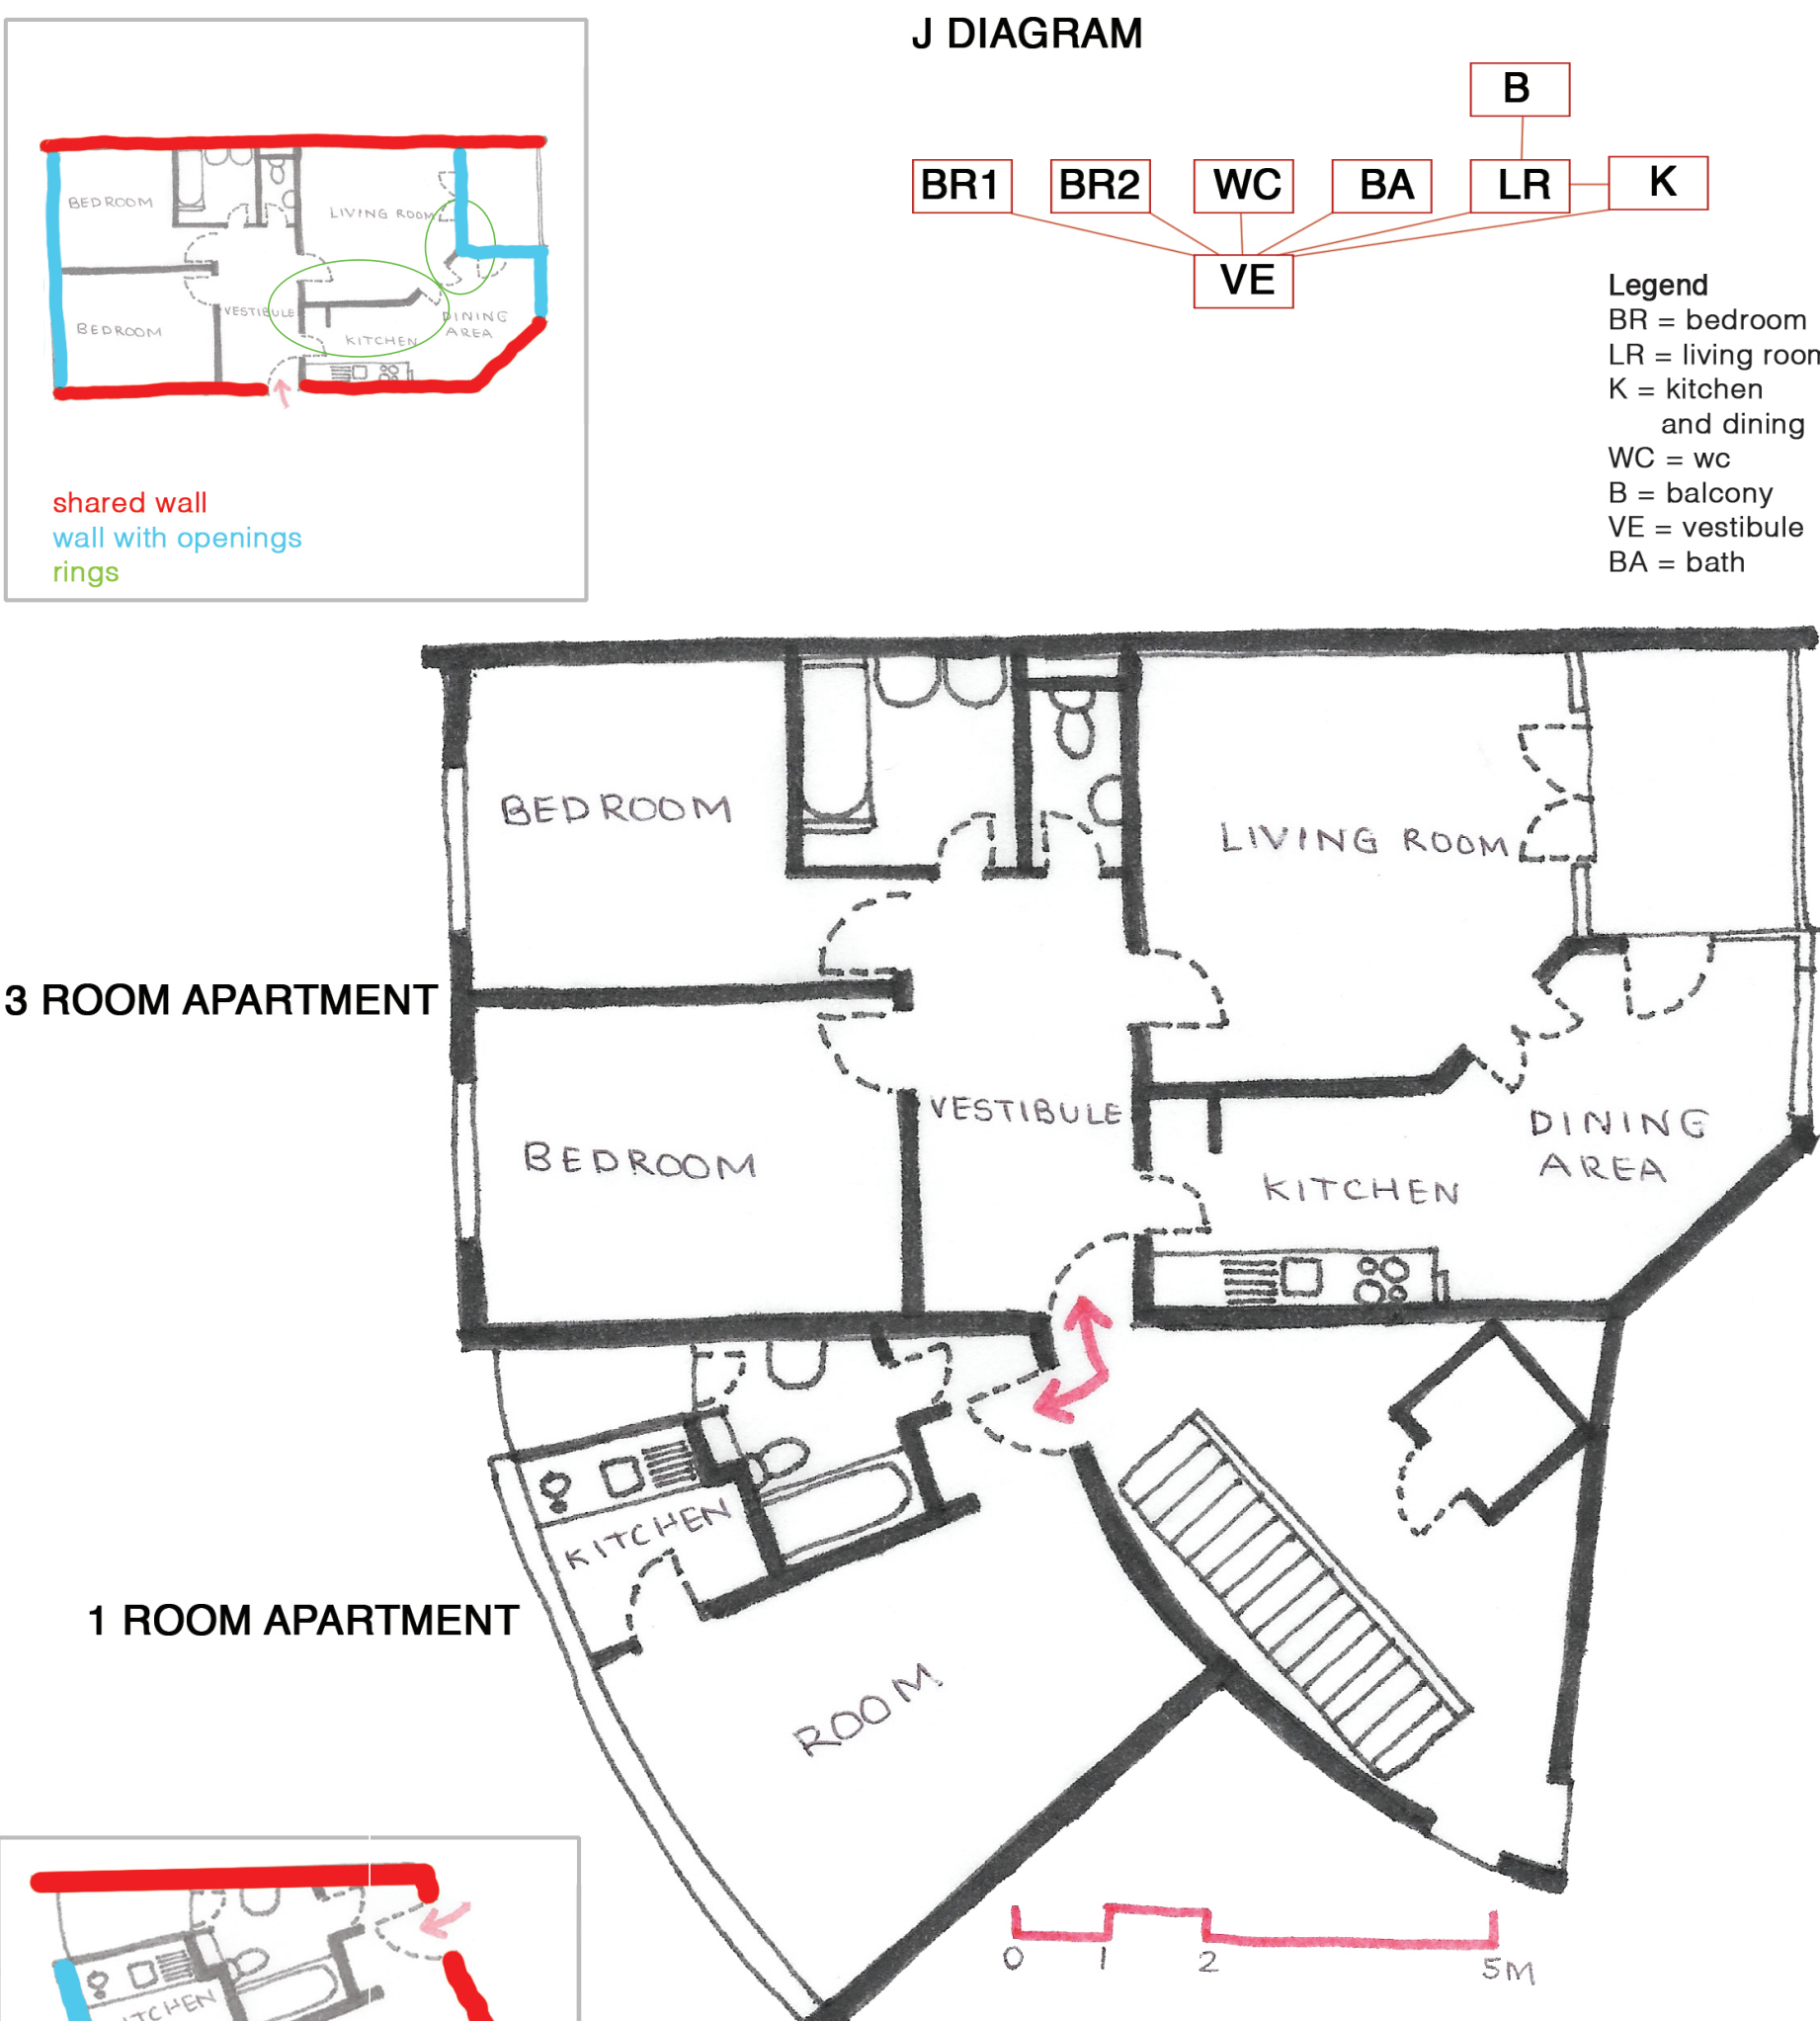 J DIAGRAM
B
BR1 BR2 WC BA LR K
VE
Legend
BR = bedroom
LR = living room
K = kitchen
and dining
WC = wc
B = balcony
VE = vestibule
BA = bath
BEDROOM
LIVING ROOM
VESTIBULE
DINING
AREA
BEDROOM
KITCHEN
shared wall
wall with openings
rings
3 ROOM APARTMENT
BEDROOM
LIVING ROOM
VESTIBULE
DINING
AREA
BEDROOM
KITCHEN
1 ROOM APARTMENT
KITCHEN
ROOM
0 1 2 5M